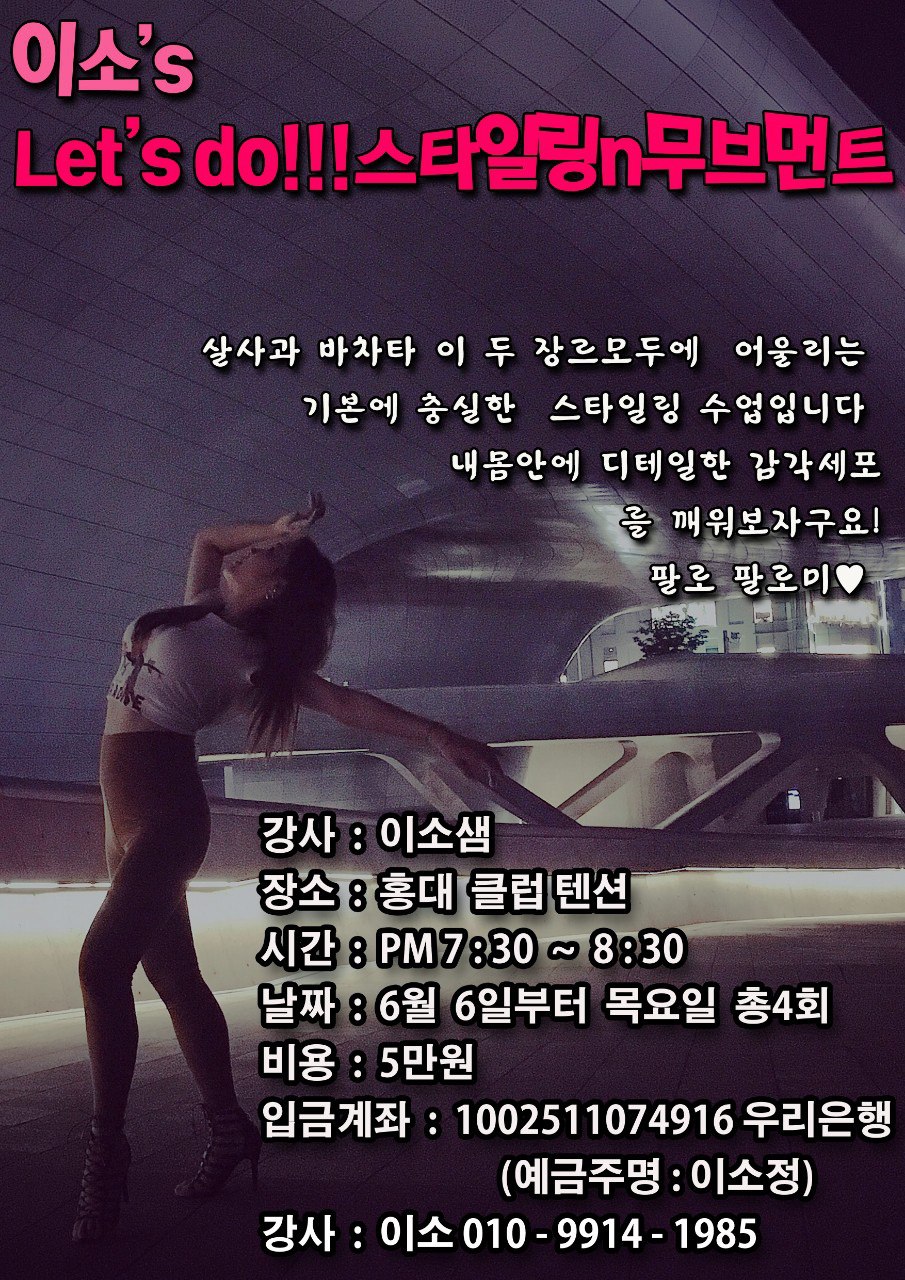 이소's
Let's do!!!스타일링n무브먼트
살사과 바차타 이 두 장르모두에 어울리는
기본에 충실한 스타일링 수업입니다
내몸안에 디테일한 감각세포
를 깨워보자구요!
팔로 팔로미♥
강사 : 이소샘
장소 : 홍대 클럽 텐션
시간 : PM 7 : 30 ~ 8 : 30
날짜 : 6월 6일부터 목요일 총4회
비용 : 5만원
입금계좌 : 1002511074916 우리은행
(예금주명 : 이소정)
강사 : 이소 010 - 9914 - 1985